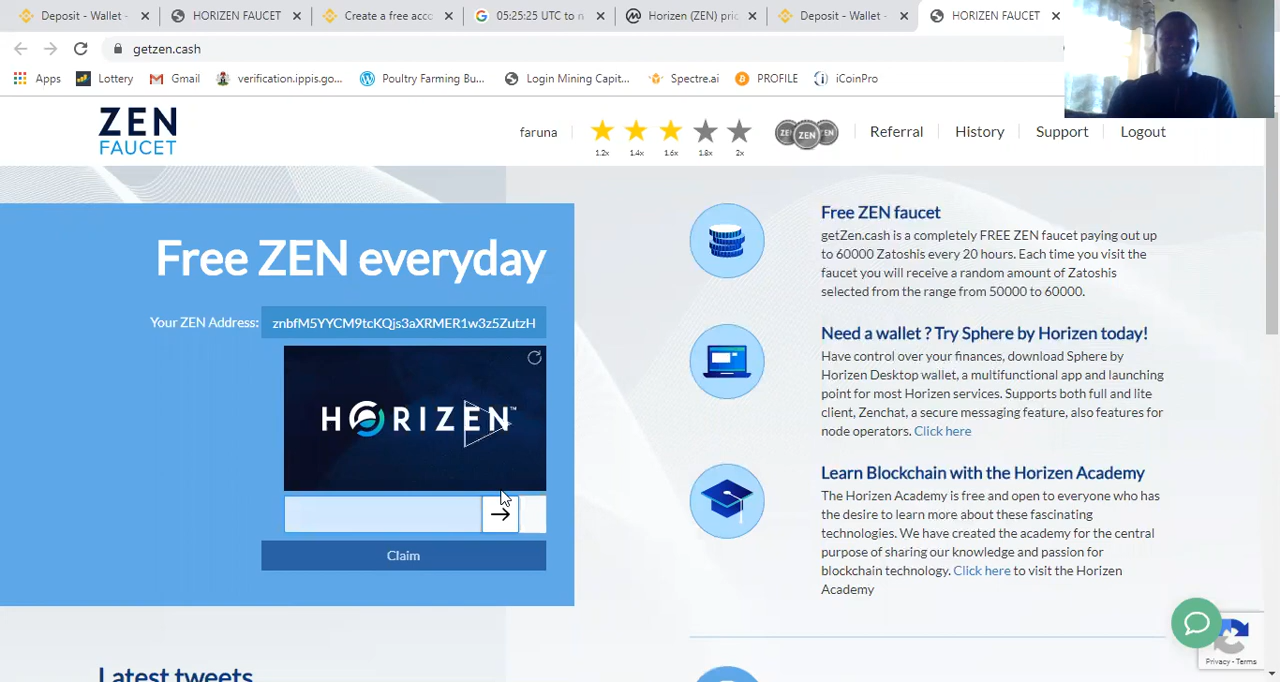 Deposit - Wallet -
HORIZEN FAUCET
Create a free acco
05:25:25 UTC to n
Horizen (ZEN) pric
Deposit - Wallet -
HORIZEN FAUCET
getzen.cash
Apps
Lottery
Gmail
verification.ippis.go...
Poultry Farming Bu...
Login Mining Capit...
Spectre.ai
PROFILE
iCoinPro
ZEN
FAUCET
faruna
1.2x
1.4x
1.6x
1.8x
2x
ZEN
Referral
History
Support
Logout
Free ZEN everyday
Your ZEN Address:
znbfM5YYCM9tcKQjs3aXRMER1w3z5ZutzH
HORIZEN™
Claim
Latest tweets
Free ZEN faucet
getZen.cash is a completely FREE ZEN faucet paying out up
to 60000 Zatoshis every 20 hours. Each time you visit the
faucet you will receive a random amount of Zatoshis
selected from the range from 50000 to 60000.
Need a wallet ? Try Sphere by Horizen today!
Have control over your finances, download Sphere by
Horizen Desktop wallet, a multifunctional app and launching
point for most Horizen services. Supports both full and lite
client, Zenchat, a secure messaging feature, also features for
node operators. Click here
Learn Blockchain with the Horizen Academy
The Horizen Academy is free and open to everyone who has
the desire to learn more about these fascinating
technologies. We have created the academy for the central
purpose of sharing our knowledge and passion for
blockchain technology. Click here to visit the Horizen
Academy
Privacy - Terms